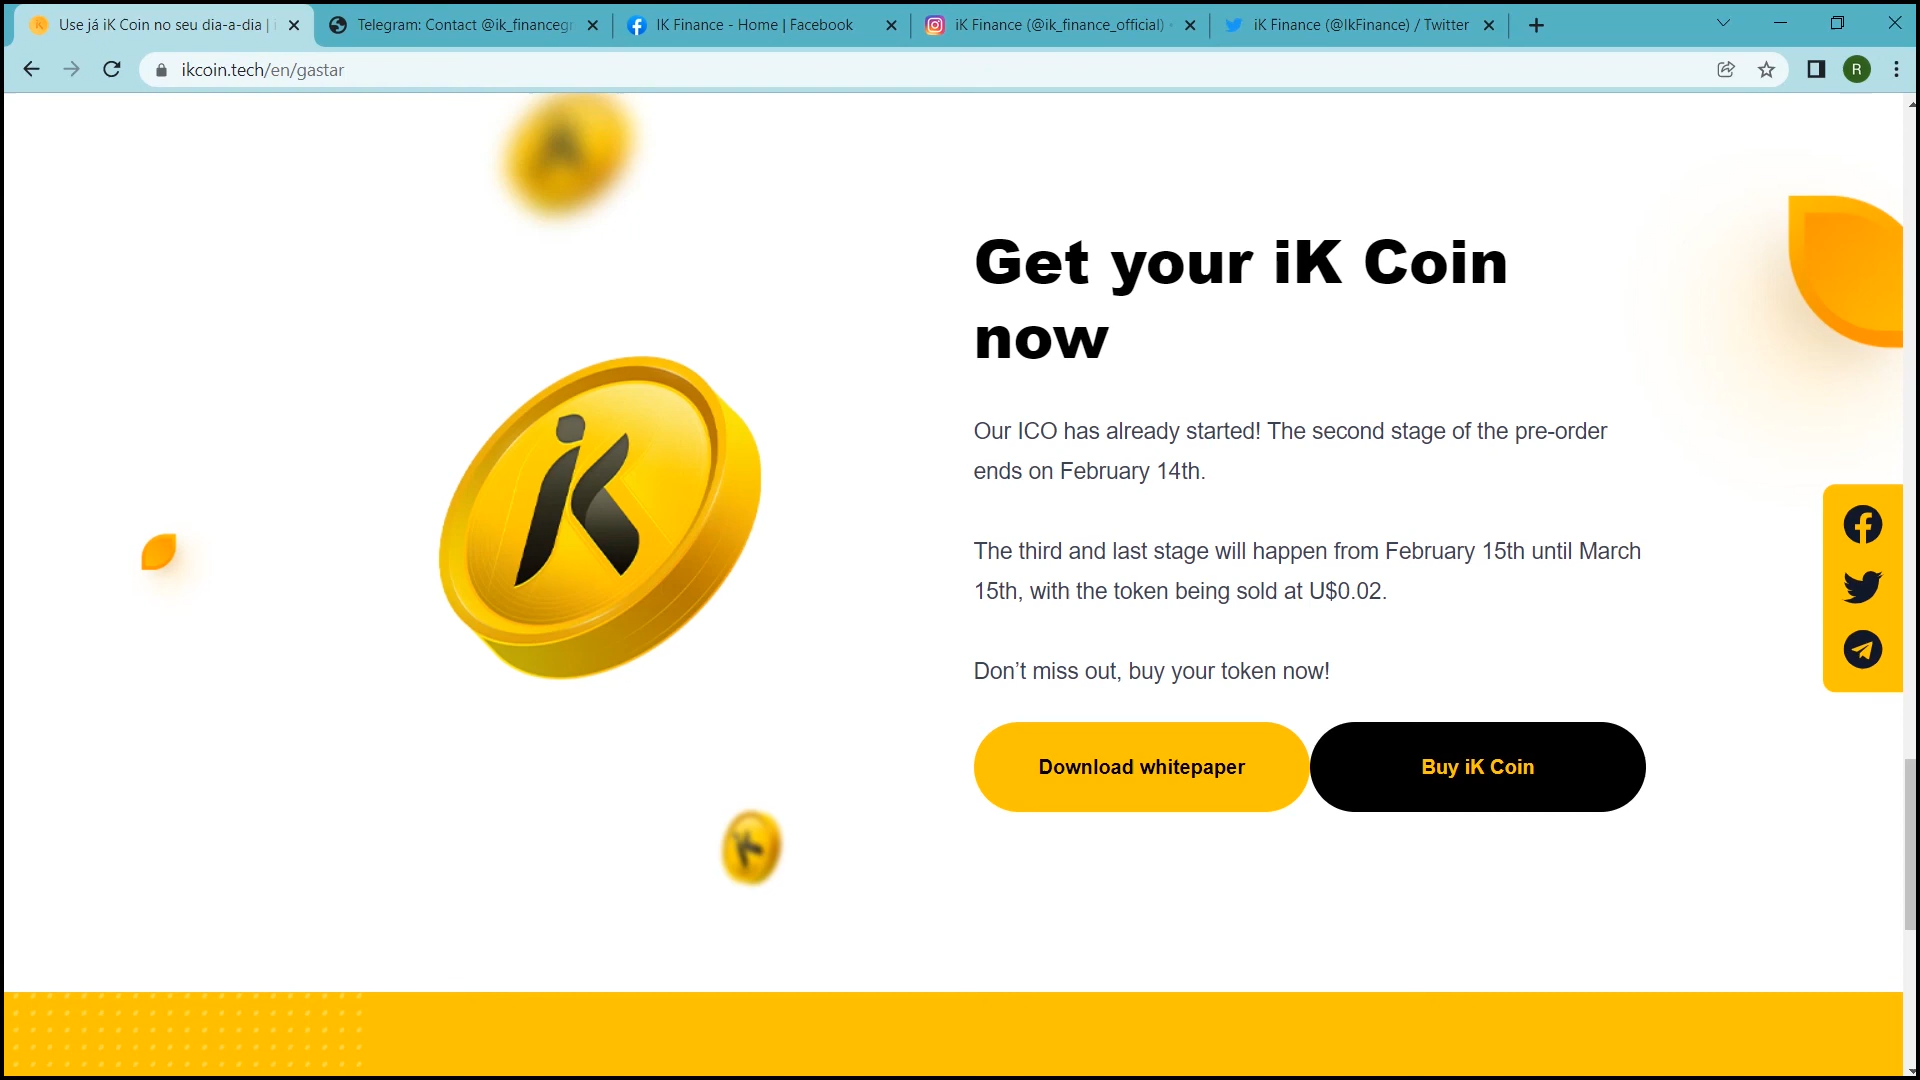 Use já iK Coin no seu dia-a-dia |
Telegram: Contact @ik_financegr
IK Finance - Home | Facebook
iK Finance (@ik_finance_official)
iK Finance (@IkFinance) / Twitter
ikcoin.tech/en/gastar
R
Get your iK Coin
now
iK
Our ICO has already started! The second stage of the pre-order
ends on February 14th.
The third and last stage will happen from February 15th until March
15th, with the token being sold at U$0.02.
Don’t miss out, buy your token now!
Download whitepaper
Buy iK Coin